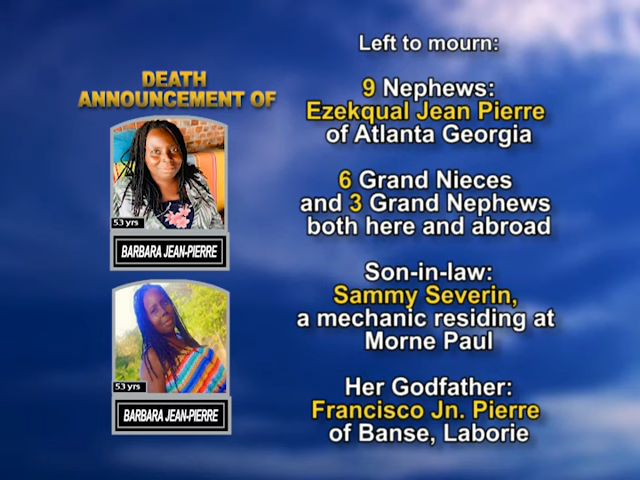 DEATH
ANNOUNCEMENT OF
53 yrs
BARBARA JEAN-PIERRE
53 yrs
BARBARA JEAN-PIERRE
Left to mourn:
9 Nephews:
Ezekqual Jean Pierre
of Atlanta Georgia
6 Grand Nieces
and 3 Grand Nephews
both here and abroad
Son-in-law:
Sammy Severin,
a mechanic residing at
Morne Paul
Her Godfather:
Francisco Jn. Pierre
of Banse, Laborie